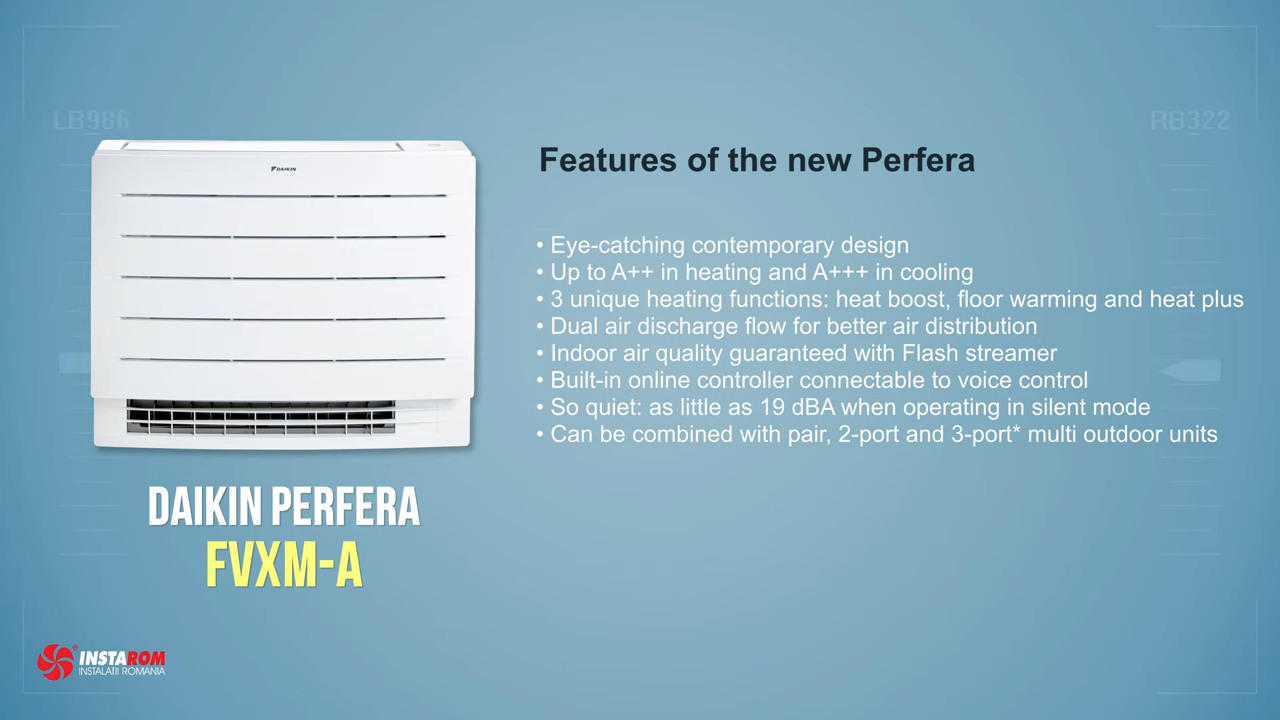 LB986
RB322
DAIKIN
Features of the new Perfera
• Eye-catching contemporary design
• Up to A++ in heating and A+++ in cooling
• 3 unique heating functions: heat boost, floor warming and heat plus
• Dual air discharge flow for better air distribution
• Indoor air quality guaranteed with Flash streamer
• Built-in online controller connectable to voice control
• So quiet: as little as 19 dBA when operating in silent mode
• Can be combined with pair, 2-port and 3-port* multi outdoor units
DAIKIN PERFERA
FVXM-A
INSTAROM
INSTALATII ROMANIA